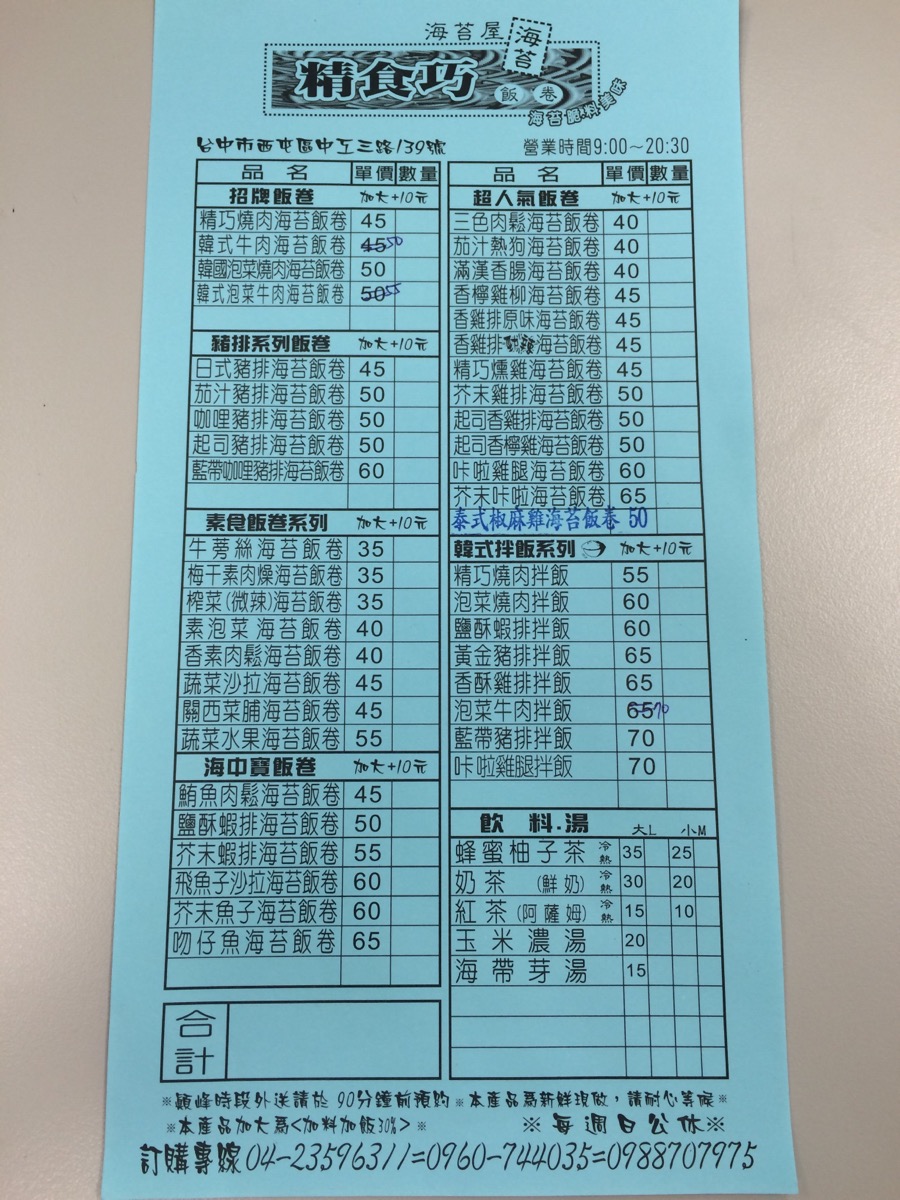 海苔屋
海苔
精食巧
飯卷
海苔脆.料.美味
台中市西屯區中工三路139號
營業時間9:00～20:30
品名 單價 數量
招牌飯卷 加大+10元
精巧燒肉海苔飯卷 45
韓式牛肉海苔飯卷 45 50
韓國泡菜燒肉海苔飯卷 50
韓式泡菜牛肉海苔飯卷 50 55
豬排系列飯卷 加大+10元
日式豬排海苔飯卷 45
茄汁豬排海苔飯卷 50
咖哩豬排海苔飯卷 50
起司豬排海苔飯卷 50
藍帶咖哩豬排海苔飯卷 60
素食飯卷系列 加大+10元
牛蒡絲海苔飯卷 35
梅干素肉燥海苔飯卷 35
榨菜(微辣)海苔飯卷 35
素泡菜海苔飯卷 40
香素肉鬆海苔飯卷 40
蔬菜沙拉海苔飯卷 45
關西菜脯海苔飯卷 45
蔬菜水果海苔飯卷 55
海中寶飯卷 加大+10元
鮪魚肉鬆海苔飯卷 45
鹽酥蝦排海苔飯卷 50
芥末蝦排海苔飯卷 55
飛魚子沙拉海苔飯卷 60
芥末魚子海苔飯卷 60
吻仔魚海苔飯卷 65
合計
品名 單價 數量
超人氣飯卷 加大+10元
三色肉鬆海苔飯卷 40
茄汁熱狗海苔飯卷 40
滿漢香腸海苔飯卷 40
香檸雞柳海苔飯卷 45
香雞排原味海苔飯卷 45
香雞排海苔飯卷 45
精巧燻雞海苔飯卷 45
芥末雞排海苔飯卷 50
起司香雞排海苔飯卷 50
起司香檸雞海苔飯卷 50
咔啦雞腿海苔飯卷 60
芥末咔啦海苔飯卷 65
泰式椒麻雞海苔飯卷 50
韓式拌飯系列 加大+10元
精巧燒肉拌飯 55
泡菜燒肉拌飯 60
鹽酥蝦排拌飯 60
黃金豬排拌飯 65
香酥雞排拌飯 65
泡菜牛肉拌飯 65 70
藍帶豬排拌飯 70
咔啦雞腿拌飯 70
飲料.湯 大L 小M
蜂蜜柚子茶 冷熱 35 25
奶茶(鮮奶) 冷熱 30 20
紅茶(阿薩姆) 冷熱 15 10
玉米濃湯 20
海帶芽湯 15
※顛峰時段外送請於90分鐘前預約※本產品為新鮮現做，請耐心等候※
※本產品加大為<加料加飯30%>※ ※每週日公休※
訂購專線04-23596311=0960-744035=0988707975